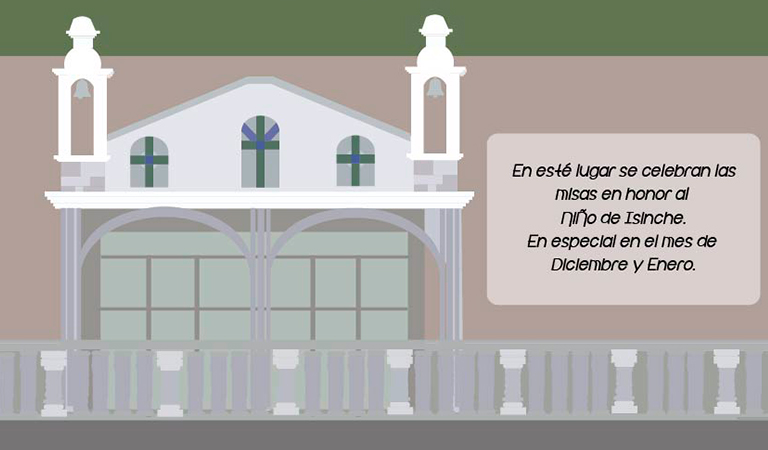 En esté lugar se celebran las
misas en honor al
Niño de Isinche.
En especial en el mes de
Diciembre y Enero.